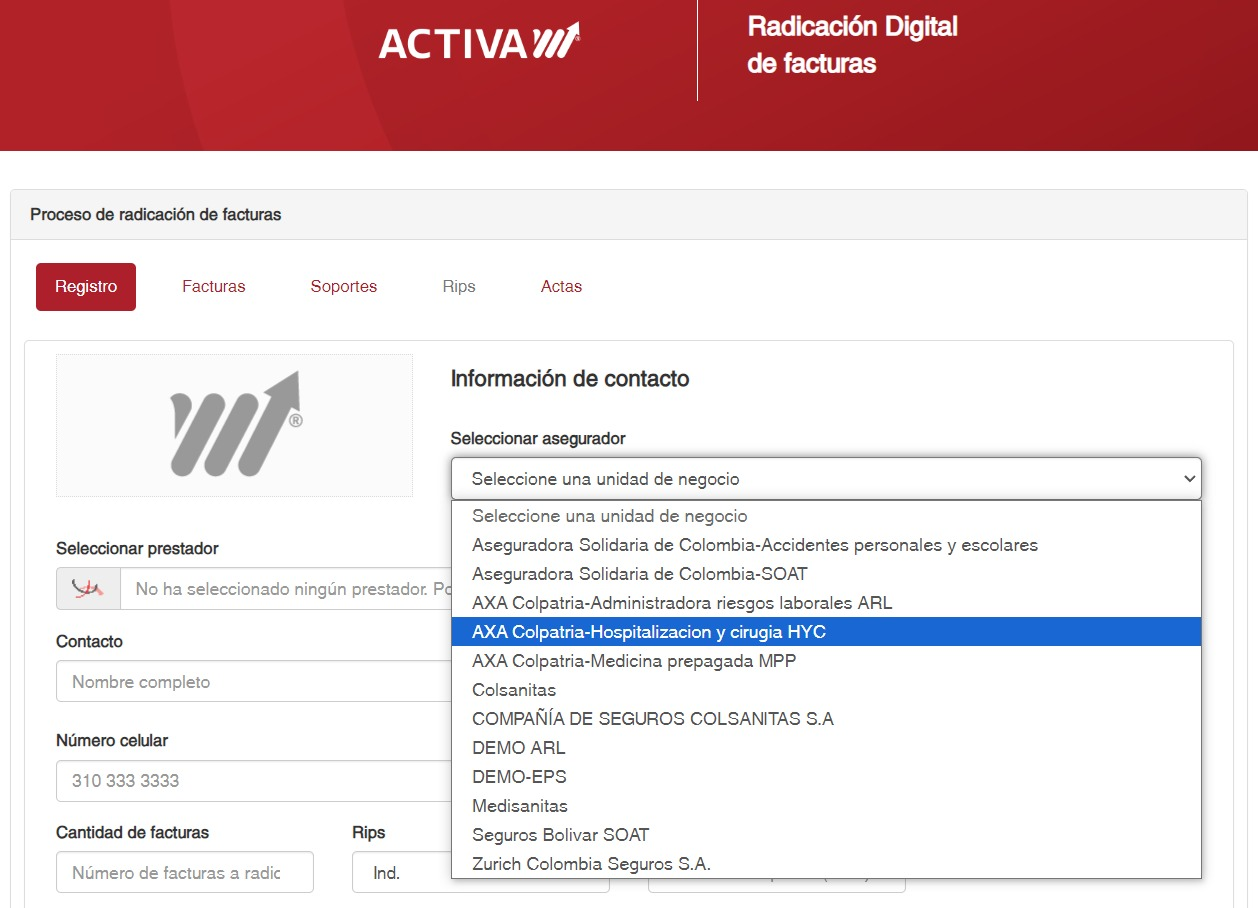 ACTIVA
Radicación Digital
de facturas
Proceso de radicación de facturas
Registro
Facturas
Soportes
Rips
Actas
®
Información de contacto
Seleccionar asegurador
Seleccione una unidad de negocio
Seleccione una unidad de negocio
Aseguradora Solidaria de Colombia-Accidentes personales y escolares
Aseguradora Solidaria de Colombia-SOAT
AXA Colpatria-Administradora riesgos laborales ARL
AXA Colpatria-Hospitalizacion y cirugia HYC
AXA Colpatria-Medicina prepagada MPP
Colsanitas
COMPAÑÍA DE SEGUROS COLSANITAS S.A
DEMO ARL
DEMO-EPS
Medisanitas
Seguros Bolivar SOAT
Zurich Colombia Seguros S.A.
Seleccionar prestador
No ha seleccionado ningún prestador.
Contacto
Nombre completo
Número celular
310 333 3333
Cantidad de facturas
Número de facturas a radic
Rips
Ind.